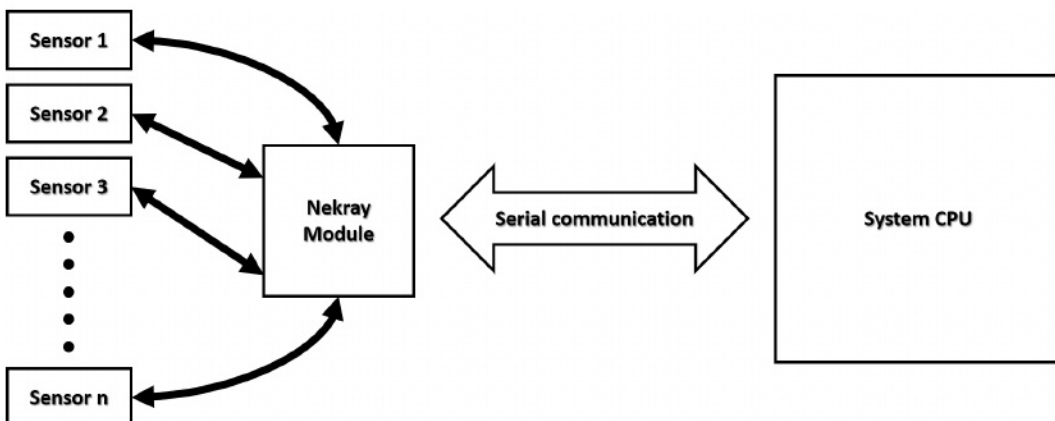 Sensor 1
Sensor 2
Sensor 3
Sensor n
Nekray
Module
Serial communication
System CPU